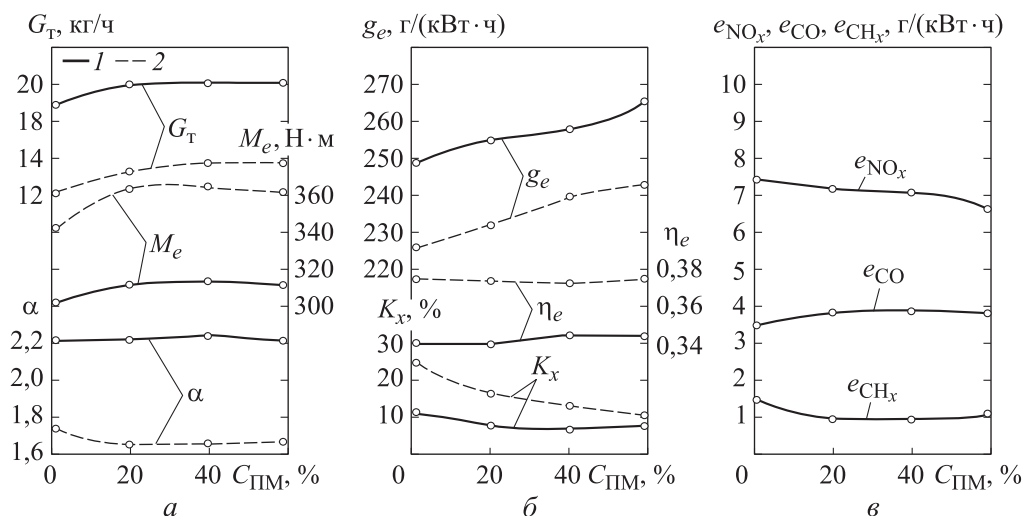 G_т, кг/ч
1 2
20
18
16
14
12
G_т
M_e, Н·м
360
340
320
300
M_e
α
2,2
2,0
1,8
1,6
α
0 20 40 C_ПМ, %
а
g_e, г/(кВт·ч)
270
260
250
240
230
220
g_e
η_e
0,38
0,36
0,34
η_e
K_x, %
30
20
10
K_x
0 20 40 C_ПМ, %
б
e_NOx, e_CO, e_CHx, г/(кВт·ч)
10
9
8
7
6
5
4
3
2
1
e_NOx
e_CO
e_CHx
0 20 40 C_ПМ, %
в